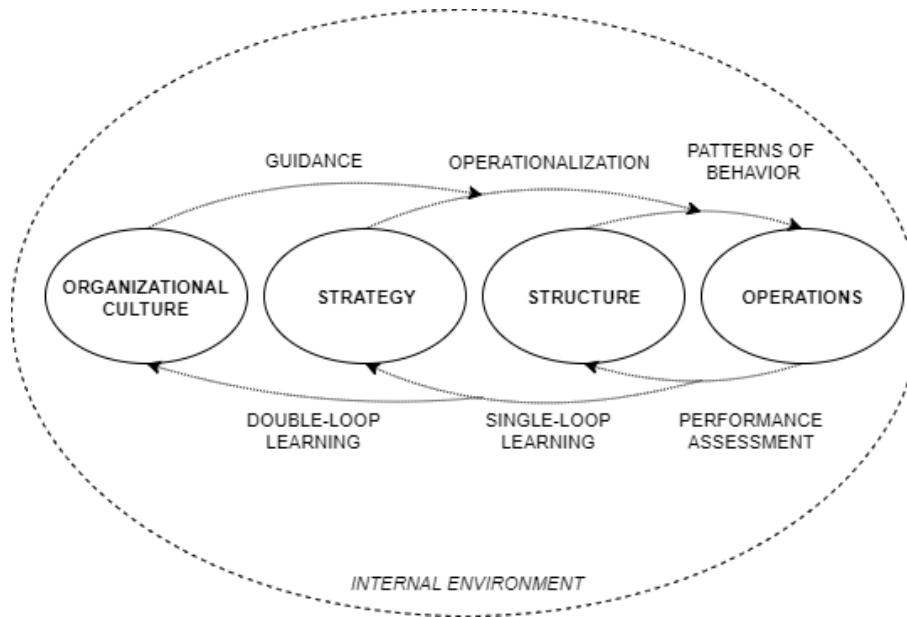 GUIDANCE
OPERATIONALIZATION
PATTERNS OF
BEHAVIOR
ORGANIZATIONAL
CULTURE
STRATEGY
STRUCTURE
OPERATIONS
DOUBLE-LOOP
LEARNING
SINGLE-LOOP
LEARNING
PERFORMANCE
ASSESSMENT
INTERNAL ENVIRONMENT